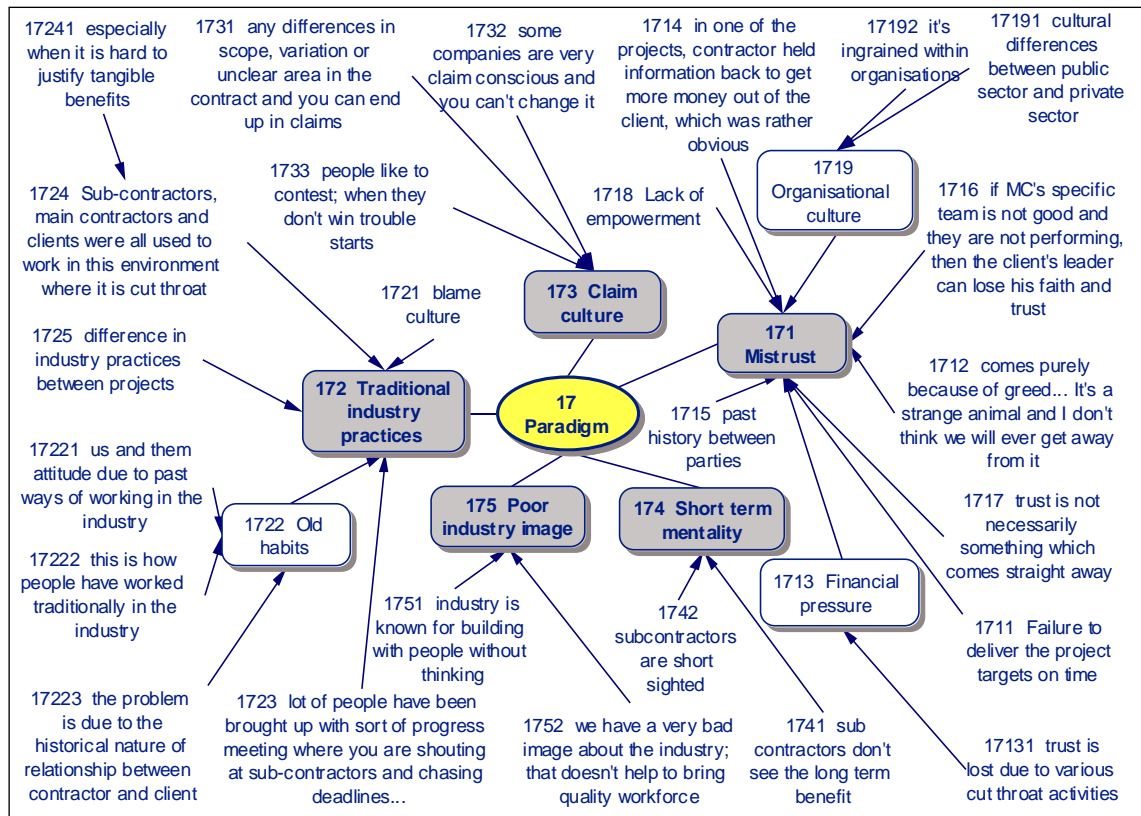 17241 especially
when it is hard to
justify tangible
benefits
1731 any differences in
scope, variation or
unclear area in the
contract and you can end
up in claims
1732 some
companies are very
claim conscious and
you can't change it
1714 in one of the
projects, contractor held
information back to get
more money out of the
client, which was rather
obvious
17192 it's
ingrained within
organisations
17191 cultural
differences
between public
sector and private
sector
1724 Sub-contractors,
main contractors and
clients were all used to
work in this environment
where it is cut throat
1733 people like to
contest; when they
don't win trouble
starts
1718 Lack of
empowerment
1719
Organisational
culture
1716 if MC's specific
team is not good and
they are not performing,
then the client's leader
can lose his faith and
trust
1721 blame
culture
173 Claim
culture
171
Mistrust
1725 difference in
industry practices
between projects
172 Traditional
industry
practices
17
Paradigm
1715 past
history between
parties
1712 comes purely
because of greed... It's a
strange animal and I don't
think we will ever get away
from it
17221 us and them
attitude due to past
ways of working in the
industry
1722 Old
habits
175 Poor
industry image
174 Short term
mentality
1717 trust is not
necessarily
something which
comes straight away
17222 this is how
people have worked
traditionally in the
industry
1751 industry is
known for building
with people without
thinking
1742
subcontractors
are short
sighted
1713 Financial
pressure
1711 Failure to
deliver the project
targets on time
17223 the problem
is due to the
historical nature of
relationship between
contractor and client
1723 lot of people have been
brought up with sort of progress
meeting where you are shouting
at sub-contractors and chasing
deadlines...
1752 we have a very bad
image about the industry;
that doesn't help to bring
quality workforce
1741 sub
contractors don't
see the long term
benefit
17131 trust is
lost due to various
cut throat activities